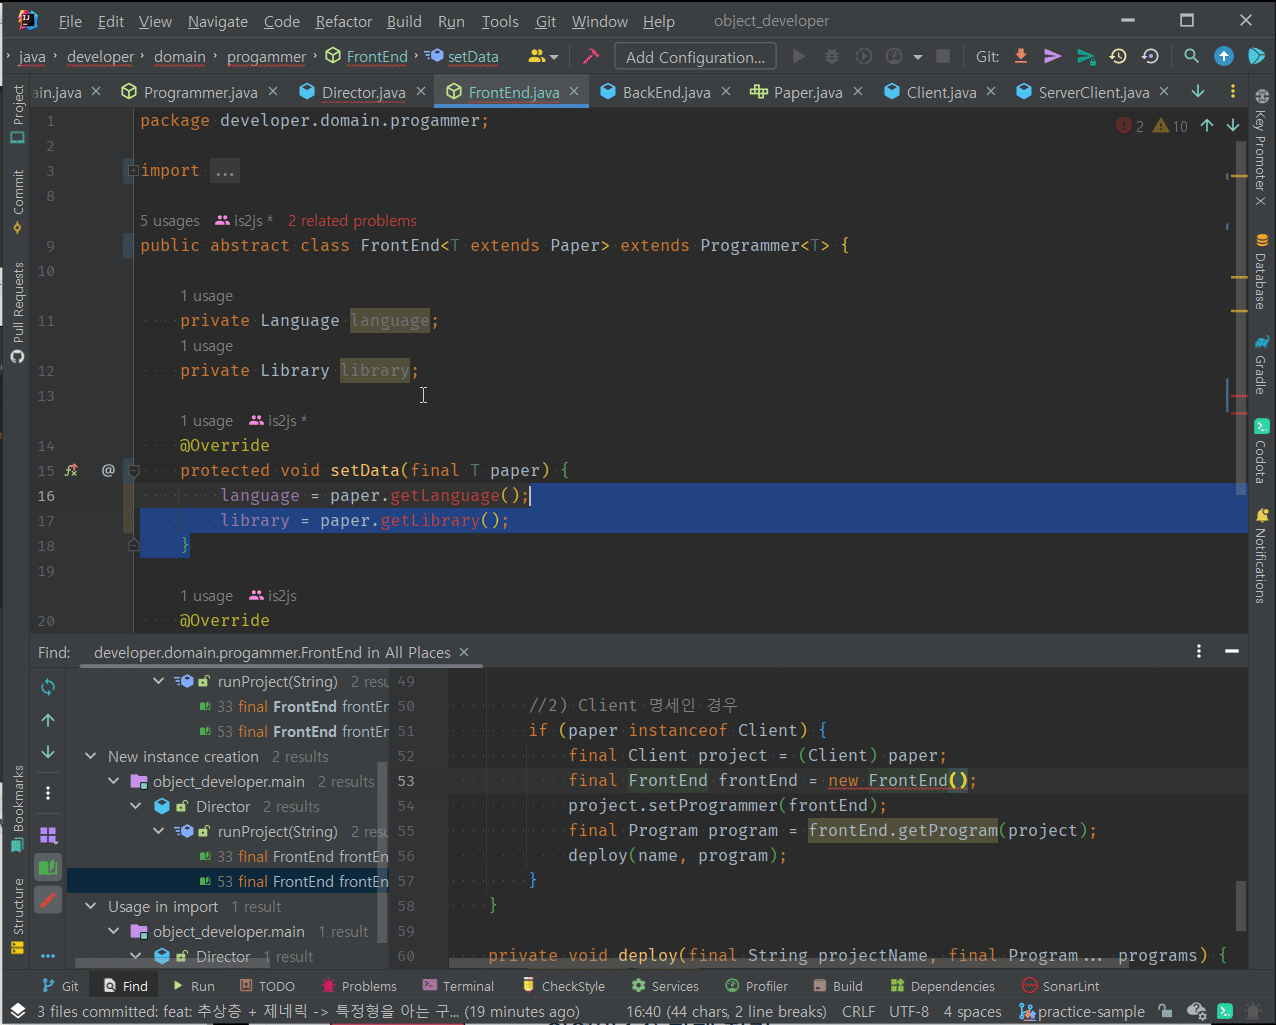 File Edit View Navigate Code Refactor Build Run Tools Git Window Help object_developer
java › developer › domain › progammer › FrontEnd › setData Add Configuration... Git:
ain.java Programmer.java Director.java FrontEnd.java BackEnd.java Paper.java Client.java ServerClient.java
1 package developer.domain.progammer;
2 10
2
3 import ...
8
5 usages is2js * 2 related problems
9 public abstract class FrontEnd<T extends Paper> extends Programmer<T> {
10
1 usage
11 private Language language;
1 usage
12 private Library library;
13
1 usage is2js *
14 @Override
15 protected void setData(final T paper) {
16 language = paper.getLanguage();
17 library = paper.getLibrary();
18 }
19
1 usage is2js
20 @Override
Project
Commit
Pull Requests
Bookmarks
Structure
Key Promoter X
Database
Gradle
Codota
Notifications
Find: developer.domain.progammer.FrontEnd in All Places
runProject(String) 2 resu
33 final FrontEnd frontEn
53 final FrontEnd frontEn
New instance creation 2 results
object_developer.main 2 results
Director 2 results
runProject(String) 2 resu
33 final FrontEnd frontEn
53 final FrontEnd frontEn
Usage in import 1 result
object_developer.main 1 result
Director 1 result
49
50 //2) Client 명세인 경우
51 if (paper instanceof Client) {
52 final Client project = (Client) paper;
53 final FrontEnd frontEnd = new FrontEnd();
54 project.setProgrammer(frontEnd);
55 final Program program = frontEnd.getProgram(project);
56 deploy(name, program);
57 }
58 }
59
60 private void deploy(final String projectName, final Program... programs) {
Git Find Run TODO Problems Terminal CheckStyle Services Profiler Build Dependencies SonarLint
3 files committed: feat: 추상층 + 제네릭 -> 특정형을 아는 구... (19 minutes ago) 16:40 (44 chars, 2 line breaks) CRLF UTF-8 4 spaces practice-sample